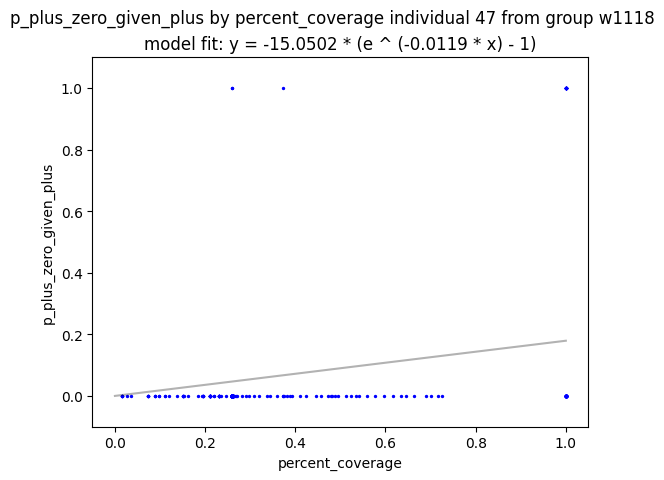 p_plus_zero_given_plus by percent_coverage individual 47 from group w1118
model fit: y = -15.0502 * (e ^ (-0.0119 * x) - 1)
1.0
0.8
0.6
0.4
0.2
0.0
p_plus_zero_given_plus
0.0 0.2 0.4 0.6 0.8 1.0
percent_coverage